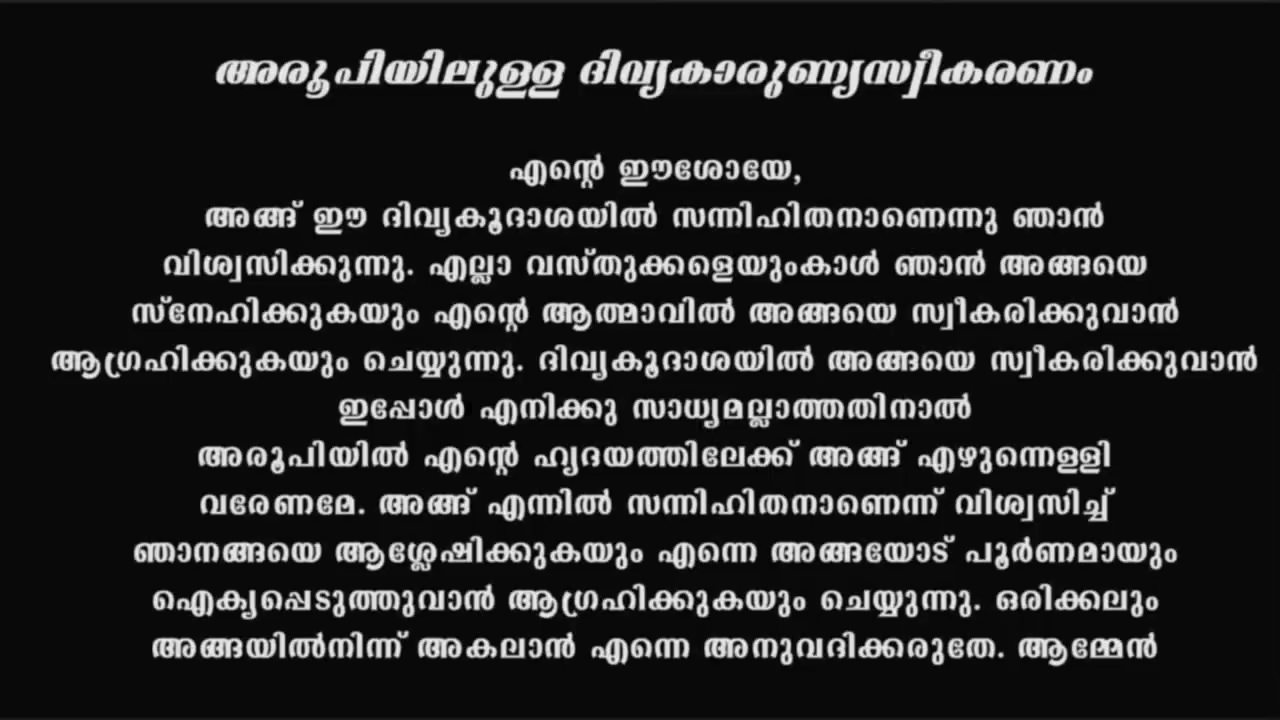 അരൂപിയിലുള്ള ദിവ്യകാരുണ്യസ്വീകരണം
എന്റെ ഈശോയേ,
അങ്ങ് ഈ ദിവ്യകൂദാശയിൽ സന്നിഹിതനാണെന്നു ഞാൻ
വിശ്വസിക്കുന്നു. എല്ലാ വസ്തുക്കളെയുംകാൾ ഞാൻ അങ്ങയെ
സ്നേഹിക്കുകയും എന്റെ ആത്മാവിൽ അങ്ങയെ സ്വീകരിക്കുവാൻ
ആഗ്രഹിക്കുകയും ചെയ്യുന്നു. ദിവ്യകൂദാശയിൽ അങ്ങയെ സ്വീകരിക്കുവാൻ
ഇപ്പോൾ എനിക്കു സാധ്യമല്ലാത്തതിനാൽ
അരൂപിയിൽ എന്റെ ഹൃദയത്തിലേക്ക് അങ്ങ് എഴുന്നെള്ളി
വരേണമേ. അങ്ങ് എന്നിൽ സന്നിഹിതനാണെന്ന് വിശ്വസിച്ച്
ഞാനങ്ങയെ ആശ്ലേഷിക്കുകയും എന്നെ അങ്ങയോട് പൂർണമായും
ഐക്യപ്പെടുത്തുവാൻ ആഗ്രഹിക്കുകയും ചെയ്യുന്നു. ഒരിക്കലും
അങ്ങയിൽനിന്ന് അകലാൻ എന്നെ അനുവദിക്കരുതേ. ആമ്മേൻ